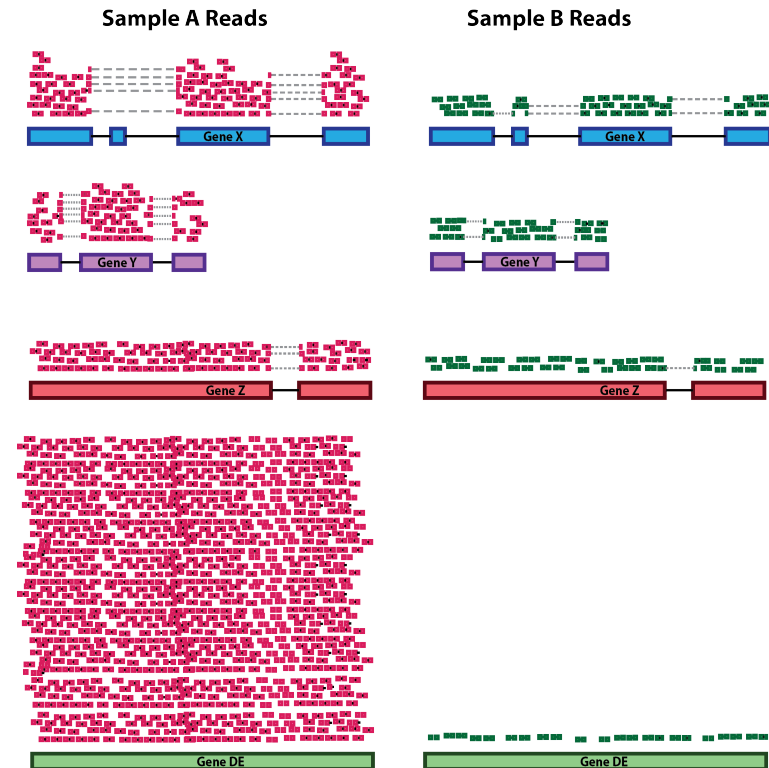 Sample A Reads
Sample B Reads
Gene X
Gene X
Gene Y
Gene Y
Gene Z
Gene Z
Gene DE
Gene DE